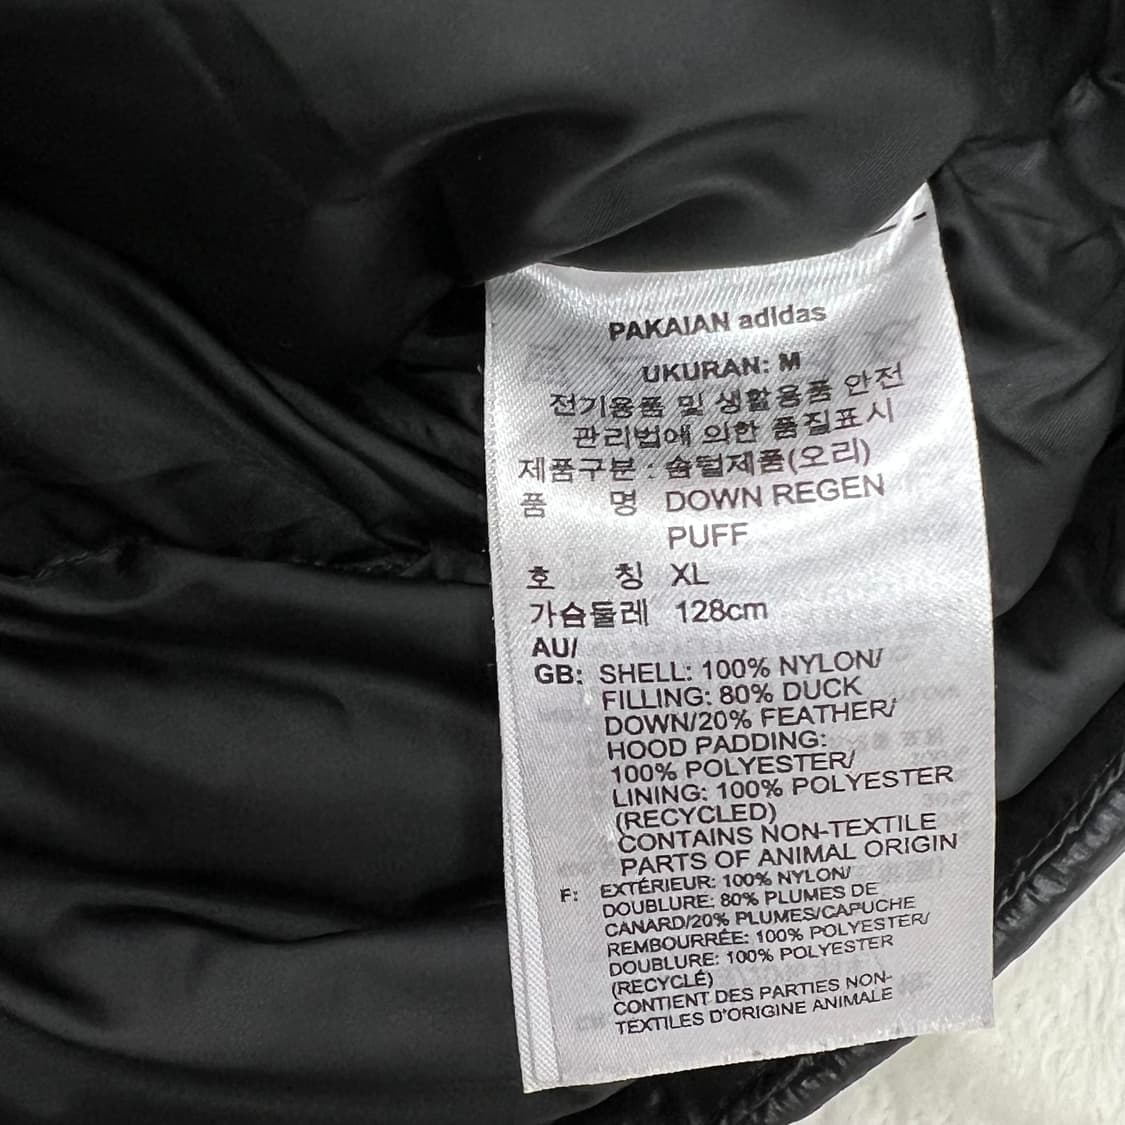 PAKAIAN adidas
UKURAN: M
전기용품 및 생활용품 안전
관리법에 의한 품질표시
제품구분 : 솜털제품(오리)
품 명 DOWN REGEN
PUFF
호 칭 XL
가슴둘레 128cm
AU/
GB: SHELL: 100% NYLON/
FILLING: 80% DUCK
DOWN/20% FEATHER/
HOOD PADDING:
100% POLYESTER/
LINING: 100% POLYESTER
(RECYCLED)
CONTAINS NON-TEXTILE
PARTS OF ANIMAL ORIGIN
F: EXTÉRIEUR: 100% NYLON/
DOUBLURE: 80% PLUMES DE
CANARD/20% PLUMES/CAPUCHE
REMBOURRÉE: 100% POLYESTER/
DOUBLURE: 100% POLYESTER
(RECYCLÉ)
CONTIENT DES PARTIES NON-
TEXTILES D'ORIGINE ANIMALE